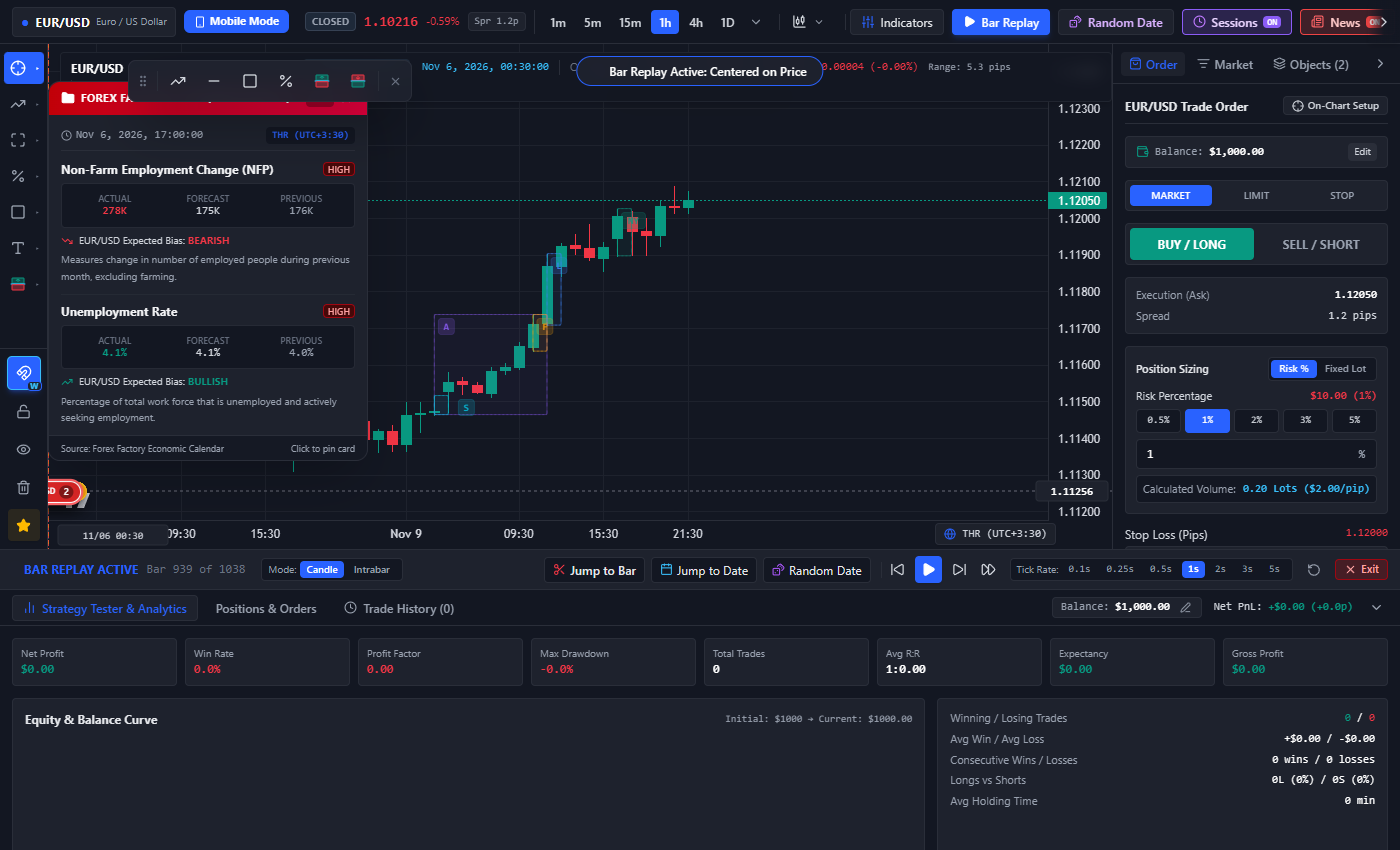 EUR/USD Euro / US Dollar Mobile Mode CLOSED 1.10216 -0.59% Spr 1.2p 1m 5m 15m 1h 4h 1D Indicators Bar Replay Random Date Sessions ON News
EUR/USD Nov 6, 2026, 00:30:00 Bar Replay Active: Centered on Price 0.00004 (-0.00%) Range: 5.3 pips
FOREX
Nov 6, 2026, 17:00:00 THR (UTC+3:30)
Non-Farm Employment Change (NFP) HIGH
ACTUAL FORECAST PREVIOUS
278K 175K 176K
EUR/USD Expected Bias: BEARISH
Measures change in number of employed people during previous
month, excluding farming.
Unemployment Rate HIGH
ACTUAL FORECAST PREVIOUS
4.1% 4.1% 4.0%
EUR/USD Expected Bias: BULLISH
Percentage of total work force that is unemployed and actively
seeking employment.
Source: Forex Factory Economic Calendar Click to pin card
2
W
A
S
P
1.12300
1.12200
1.12100
1.12050
1.12000
1.11900
1.11800
1.11700
1.11600
1.11500
1.11400
1.11300
1.11256
1.11200
11/06 00:30 09:30 15:30 Nov 9 09:30 15:30 21:30 THR (UTC+3:30)
Order Market Objects (2)
EUR/USD Trade Order On-Chart Setup
Balance: $1,000.00 Edit
MARKET LIMIT STOP
BUY / LONG SELL / SHORT
Execution (Ask) 1.12050
Spread 1.2 pips
Position Sizing Risk % Fixed Lot
Risk Percentage $10.00 (1%)
0.5% 1% 2% 3% 5%
1 %
Calculated Volume: 0.20 Lots ($2.00/pip)
Stop Loss (Pips) 1.12000
BAR REPLAY ACTIVE Bar 939 of 1038 Mode: Candle Intrabar Jump to Bar Jump to Date Random Date Tick Rate: 0.1s 0.25s 0.5s 1s 2s 3s 5s Exit
Strategy Tester & Analytics Positions & Orders Trade History (0) Balance: $1,000.00 Net PnL: +$0.00 (+0.0p)
Net Profit Win Rate Profit Factor Max Drawdown Total Trades Avg R:R Expectancy Gross Profit
$0.00 0.0% 0.00 -0.0% 0 1:0.00 $0.00 $0.00
Equity & Balance Curve Initial: $1000 → Current: $1000.00
Winning / Losing Trades 0 / 0
Avg Win / Avg Loss +$0.00 / -$0.00
Consecutive Wins / Losses 0 wins / 0 losses
Longs vs Shorts 0L (0%) / 0S (0%)
Avg Holding Time 0 min